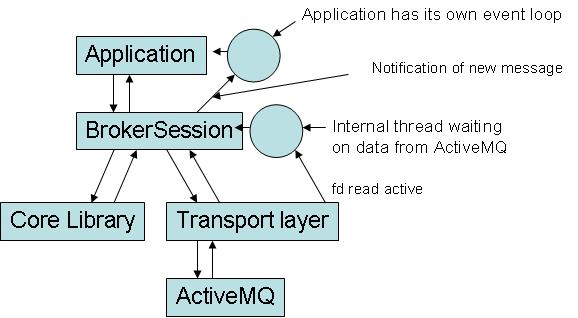 Application has its own event loop
Application
Notification of new message
BrokerSession
Internal thread waiting
on data from ActiveMQ
fd read active
Core Library
Transport layer
ActiveMQ